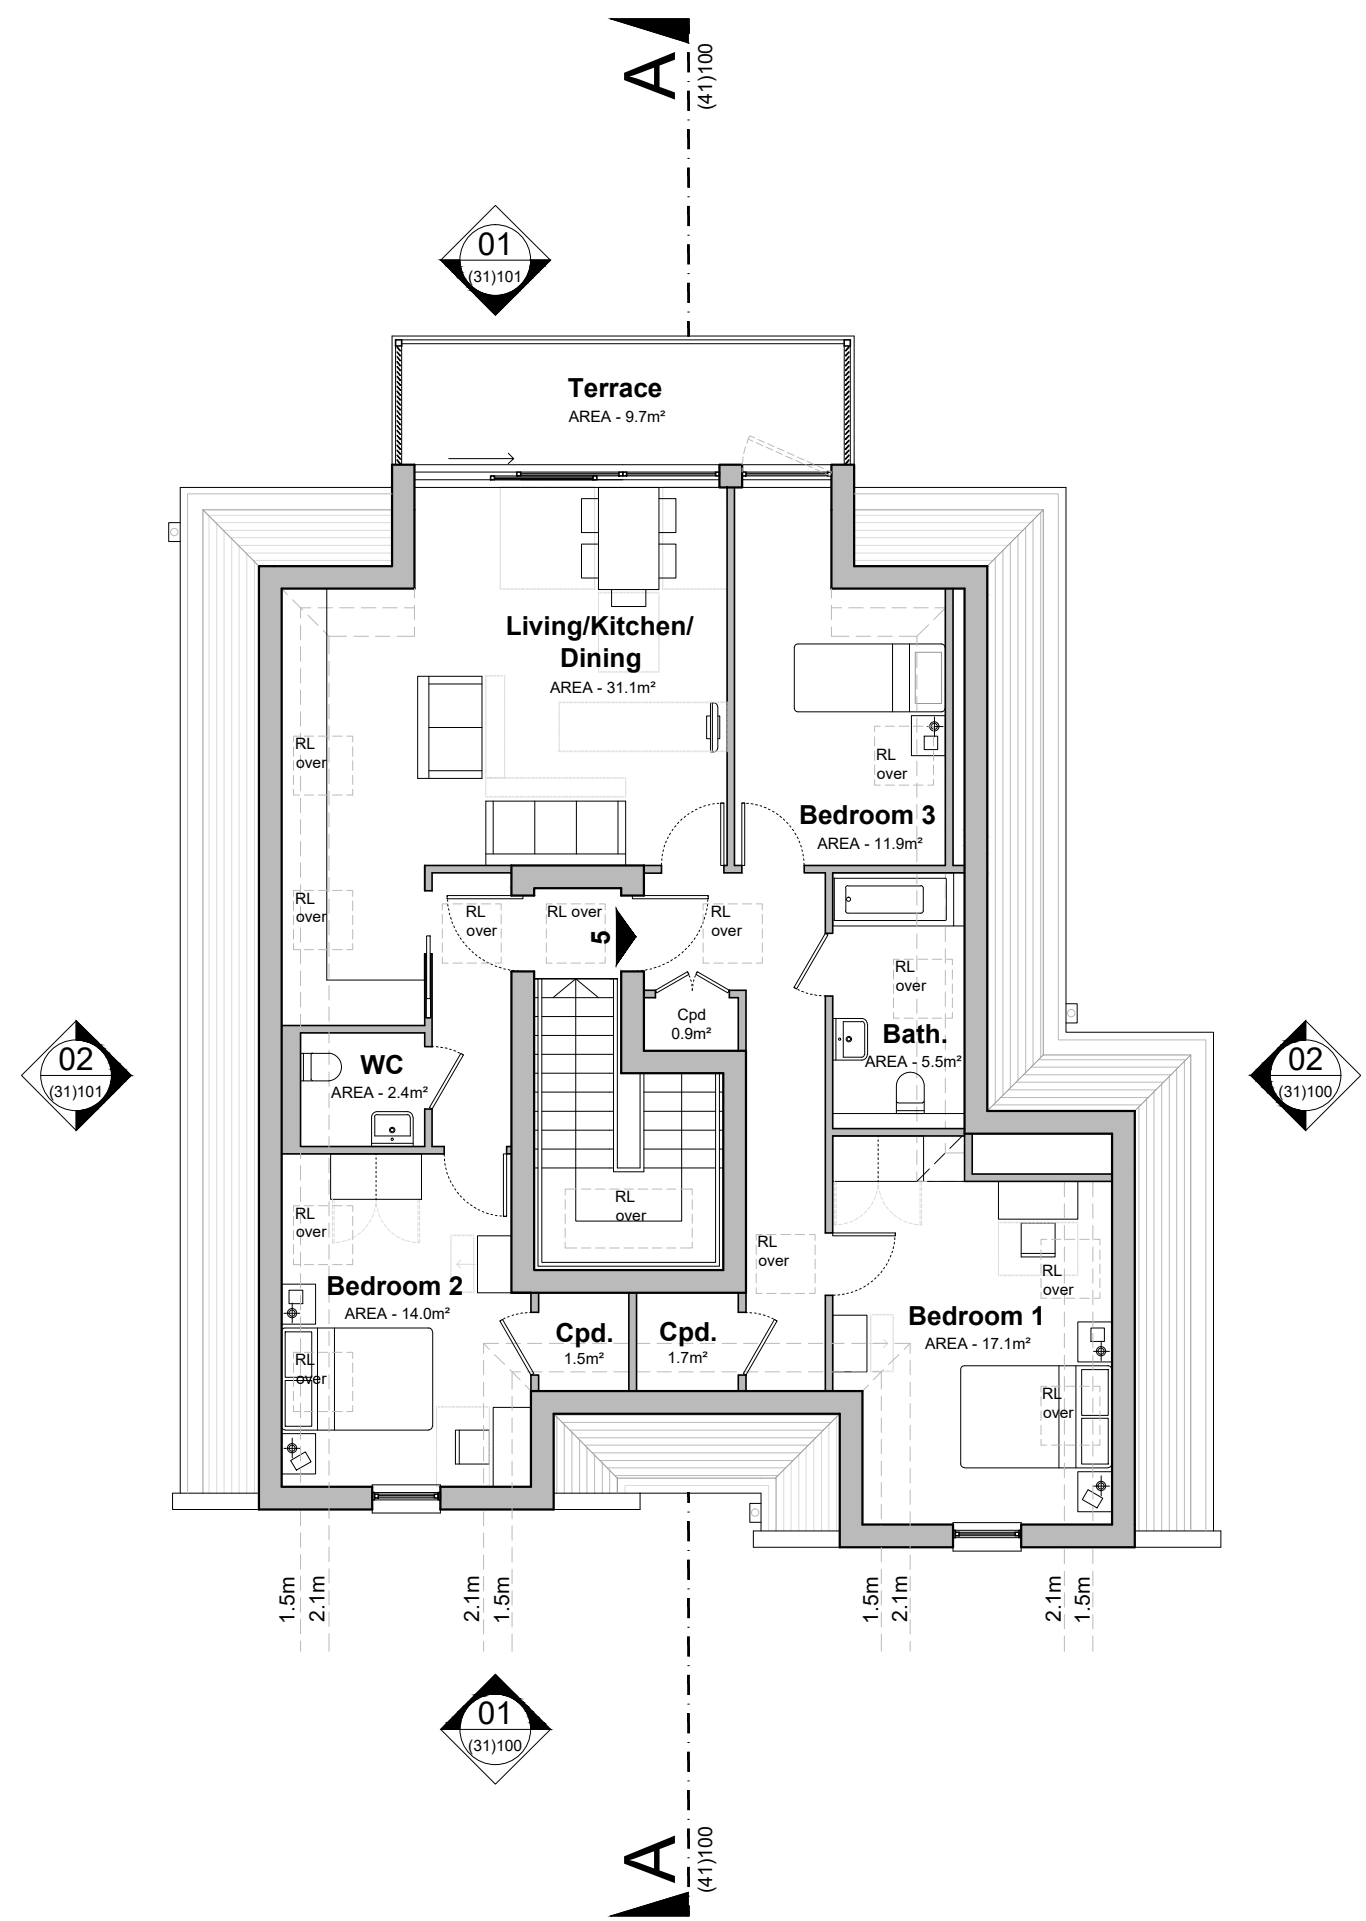 A
(41)100
01
(31)101
Terrace
AREA - 9.7m²
Living/Kitchen/
Dining
AREA - 31.1m²
RL
over
RL
over
Bedroom 3
AREA - 11.9m²
RL
over
RL
over
RL over
5
RL
over
RL
over
Cpd
0.9m²
Bath.
AREA - 5.5m²
02
(31)101
WC
AREA - 2.4m²
02
(31)100
RL
over
RL
over
RL
over
RL
over
Bedroom 2
AREA - 14.0m²
Bedroom 1
AREA - 17.1m²
Cpd.
1.5m²
Cpd.
1.7m²
RL
over
RL
over
1.5m
2.1m
2.1m
1.5m
1.5m
2.1m
2.1m
1.5m
01
(31)100
A
(41)100